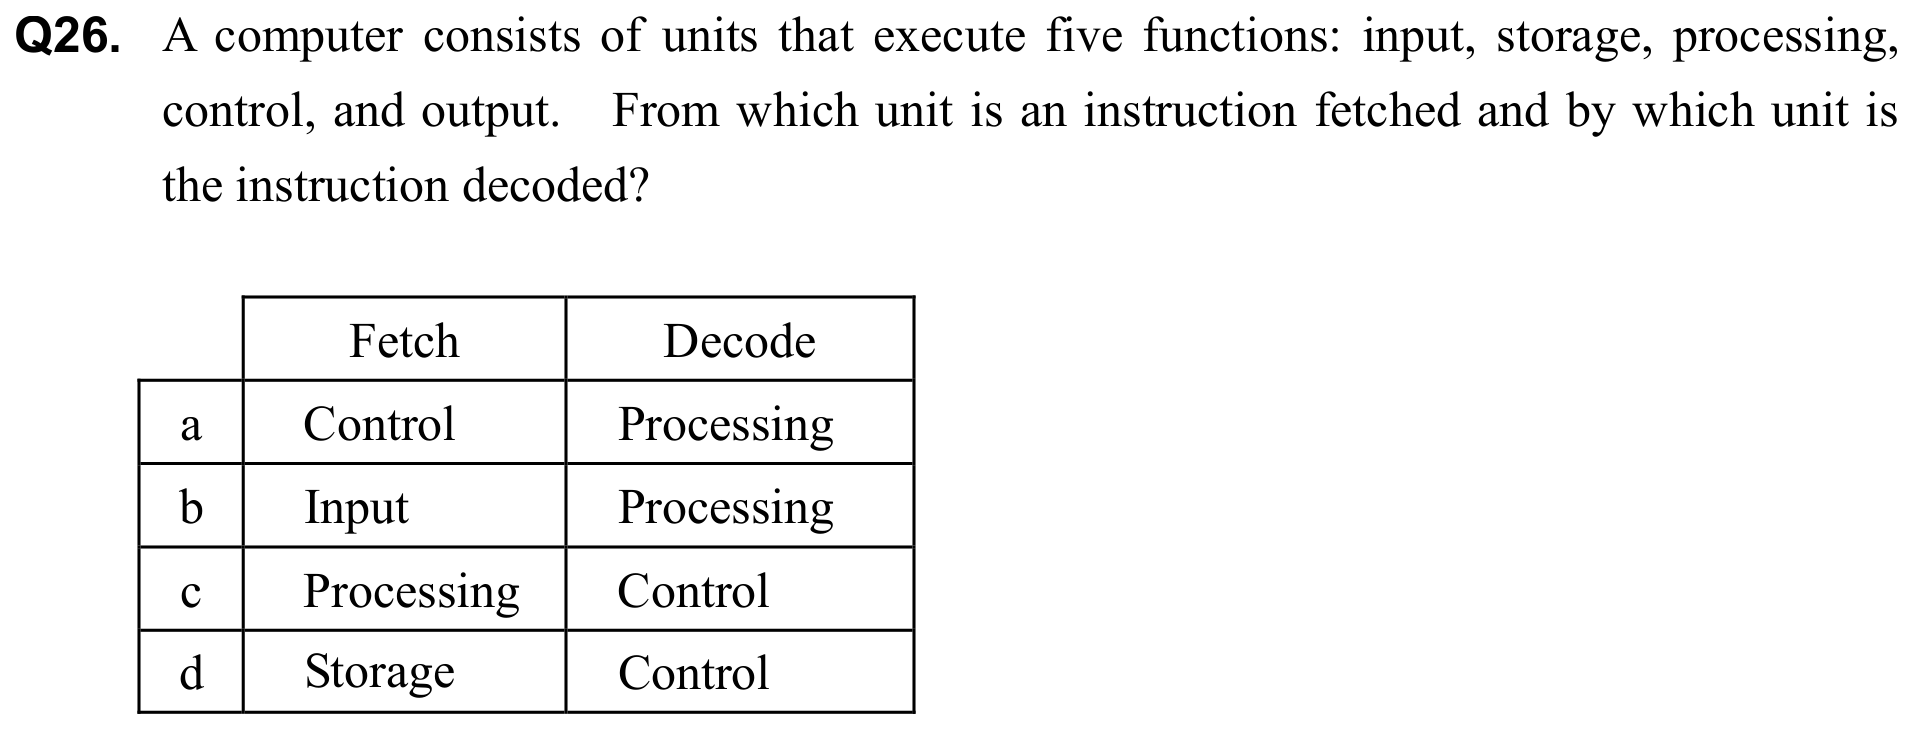 Q26. A computer consists of units that execute five functions: input, storage, processing,
control, and output. From which unit is an instruction fetched and by which unit is
the instruction decoded?
Fetch Decode
a Control Processing
b Input Processing
c Processing Control
d Storage Control